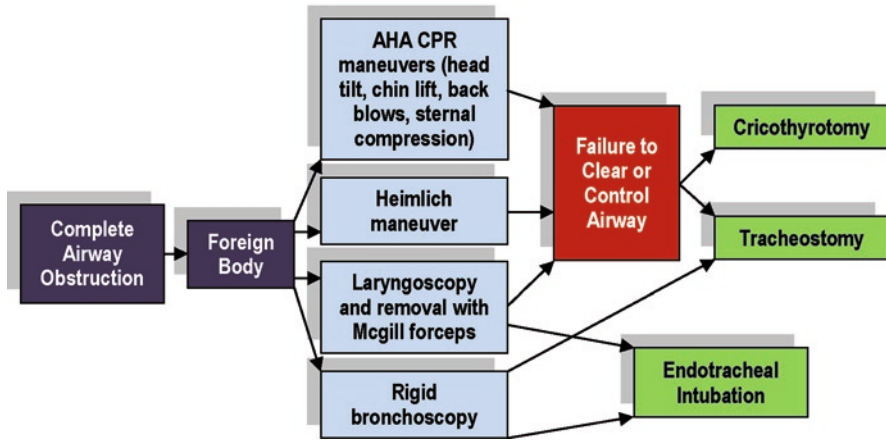 AHA CPR
maneuvers (head
tilt, chin lift, back
blows, sternal
compression)
Failure to
Clear or
Control
Airway
Cricothyrotomy
Heimlich
maneuver
Complete
Airway
Obstruction
Foreign
Body
Tracheostomy
Laryngoscopy
and removal with
Mcgill forceps
Rigid
bronchoscopy
Endotracheal
Intubation